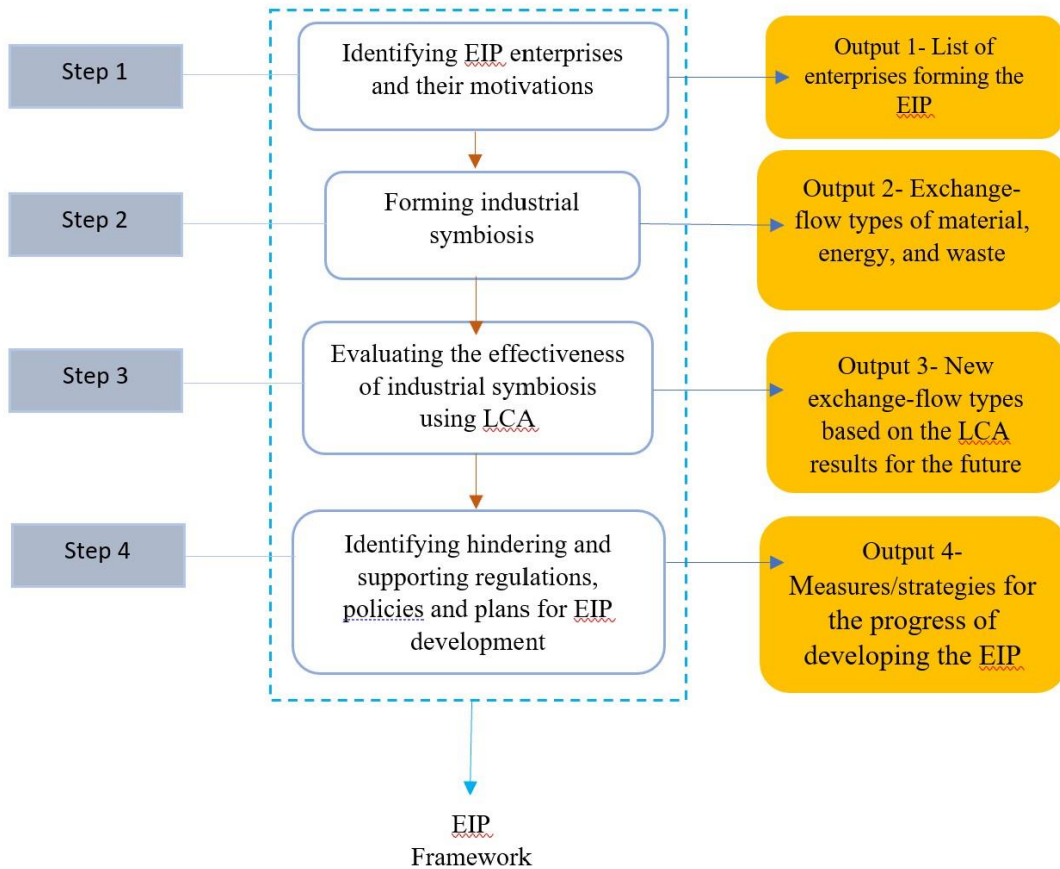 Step 1
Identifying EIP enterprises
and their motivations
Output 1- List of
enterprises forming the
EIP
Step 2
Forming industrial
symbiosis
Output 2- Exchange-
flow types of material,
energy, and waste
Step 3
Evaluating the effectiveness
of industrial symbiosis
using LCA
Output 3- New
exchange-flow types
based on the LCA
results for the future
Step 4
Identifying hindering and
supporting regulations,
policies and plans for EIP
development
Output 4-
Measures/strategies for
the progress of
developing the EIP
EIP
Framework